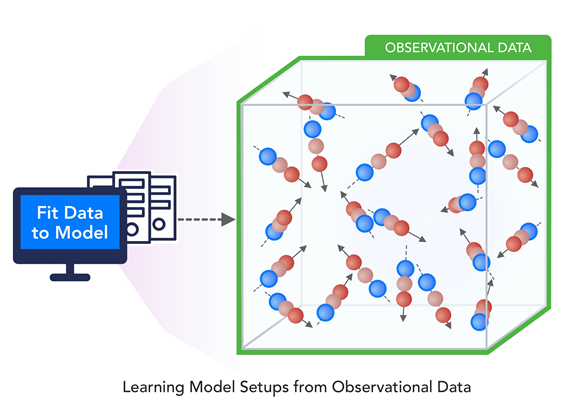 OBSERVATIONAL DATA
Fit Data
to Model
Learning Model Setups from Observational Data